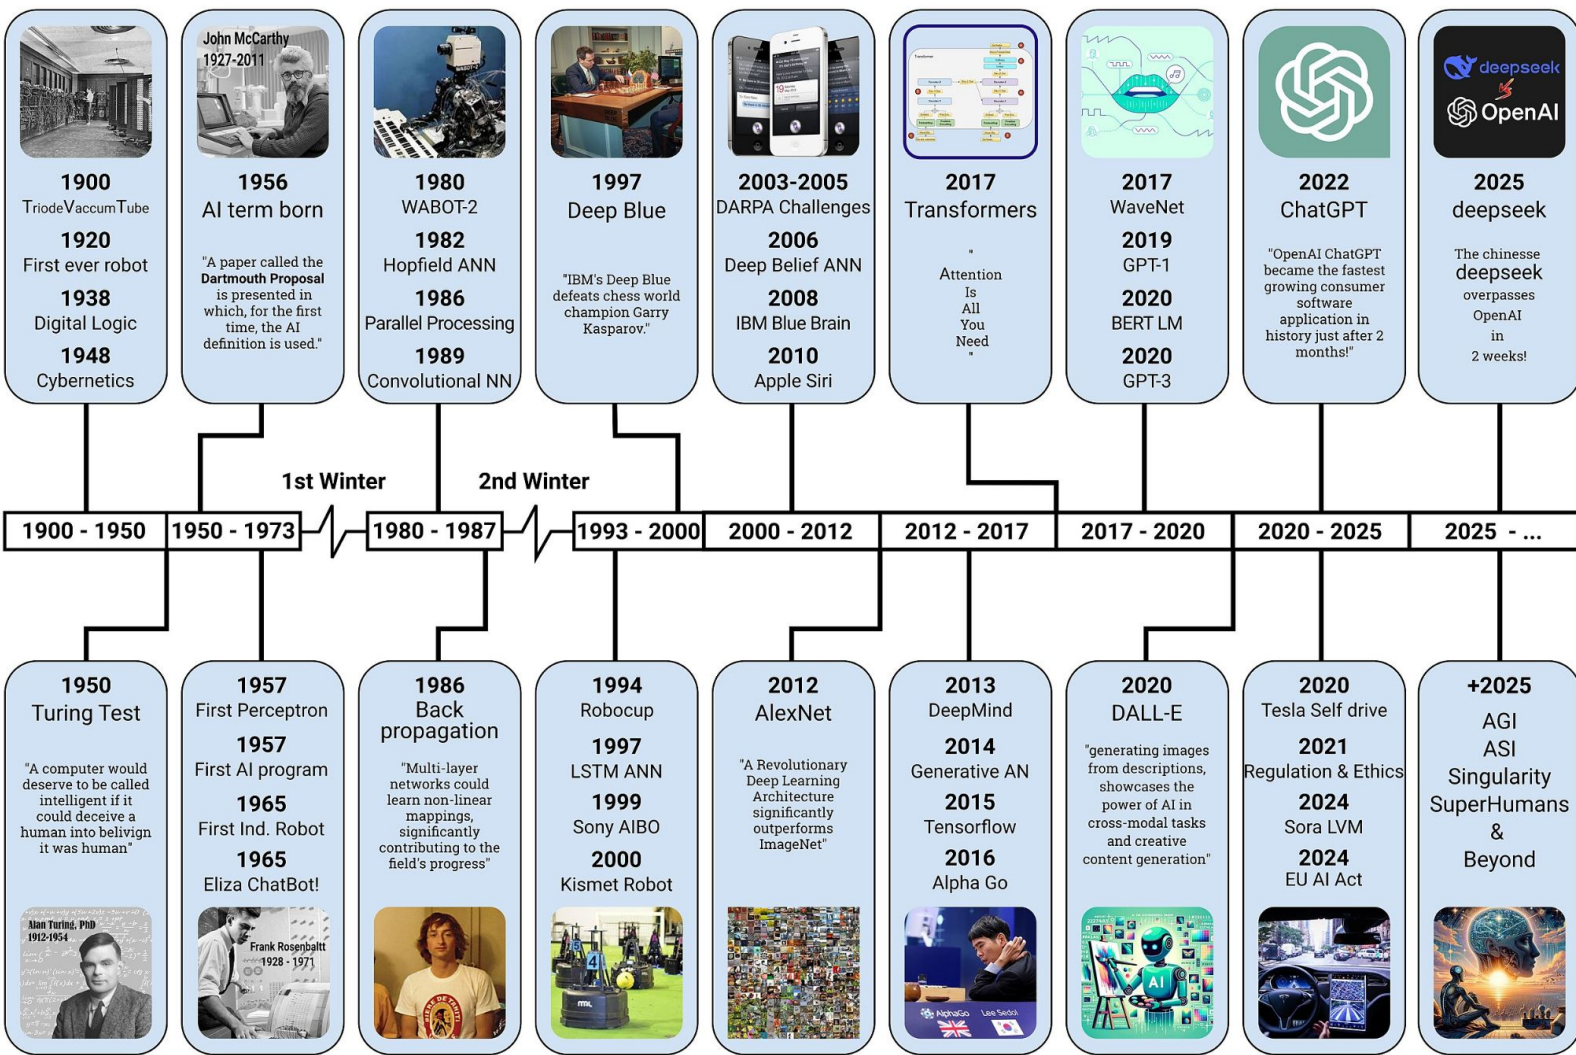 John McCarthy
1927-2011
WABOT-2
deepseek
VS
OpenAI
1900
TriodeVaccumTube
1920
First ever robot
1938
Digital Logic
1948
Cybernetics
1956
AI term born
"A paper called the
Dartmouth Proposal
is presented in
which, for the first
time, the AI
definition is used."
1980
WABOT-2
1982
Hopfield ANN
1986
Parallel Processing
1989
Convolutional NN
1997
Deep Blue
"IBM's Deep Blue
defeats chess world
champion Garry
Kasparov."
2003-2005
DARPA Challenges
2006
Deep Belief ANN
2008
IBM Blue Brain
2010
Apple Siri
2017
Transformers
"
Attention
Is
All
You
Need
"
2017
WaveNet
2019
GPT-1
2020
BERT LM
2020
GPT-3
2022
ChatGPT
"OpenAI ChatGPT
became the fastest
growing consumer
software
application in
history just after 2
months!"
2025
deepseek
The chinesse
deepseek
overpasses
OpenAI
in
2 weeks!
1st Winter
2nd Winter
1900 - 1950
1950 - 1973
1980 - 1987
1993 - 2000
2000 - 2012
2012 - 2017
2017 - 2020
2020 - 2025
2025 - ...
1950
Turing Test
"A computer would
deserve to be called
intelligent if it
could deceive a
human into belivign
it was human"
Alan Turing, PhD
1912-1954
1957
First Perceptron
1957
First AI program
1965
First Ind. Robot
1965
Eliza ChatBot!
Frank Rosenbaltt
1928 - 1971
1986
Back
propagation
"Multi-layer
networks could
learn non-linear
mappings,
significantly
contributing to the
field's progress"
BIERE DE TAHITI
1994
Robocup
1997
LSTM ANN
1999
Sony AIBO
2000
Kismet Robot
5
4
2012
AlexNet
"A Revolutionary
Deep Learning
Architecture
significantly
outperforms
ImageNet"
2013
DeepMind
2014
Generative AN
2015
Tensorflow
2016
Alpha Go
AlphaGo
Lee Sedol
2020
DALL-E
"generating images
from descriptions,
showcases the
power of AI in
cross-modal tasks
and creative
content generation"
AI
2020
Tesla Self drive
2021
Regulation & Ethics
2024
Sora LVM
2024
EU AI Act
+2025
AGI
ASI
Singularity
SuperHumans
&
Beyond